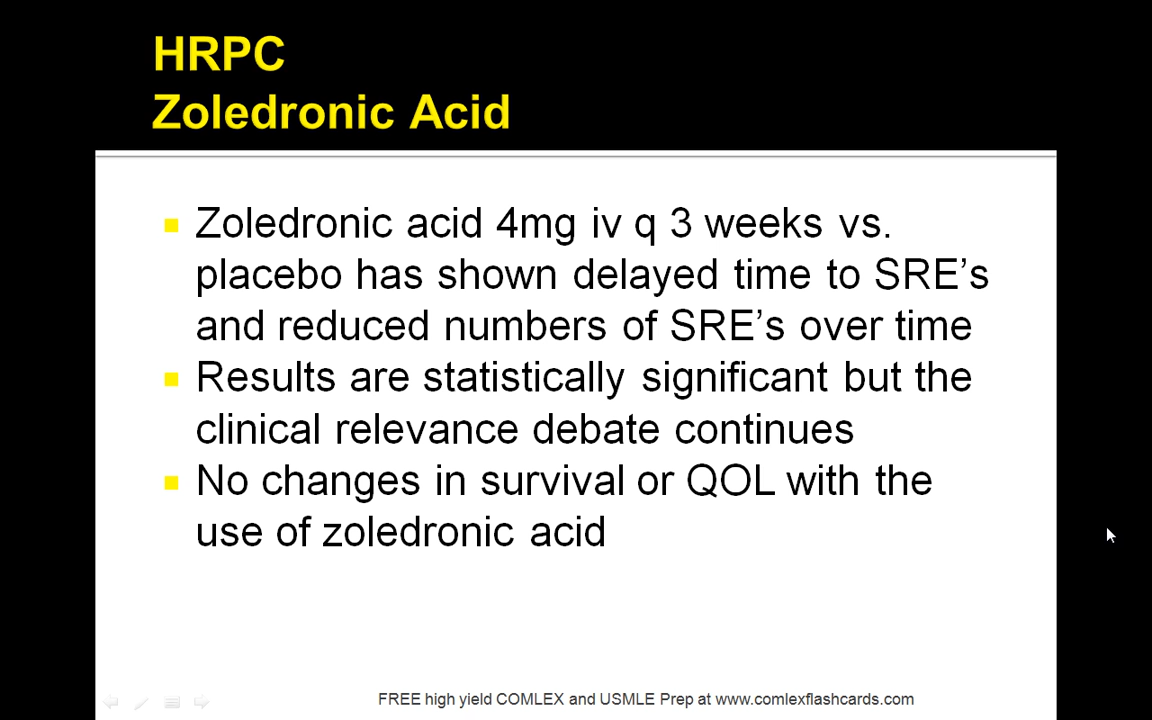 HRPC
Zoledronic Acid
Zoledronic acid 4mg iv q 3 weeks vs.
placebo has shown delayed time to SRE’s
and reduced numbers of SRE’s over time
Results are statistically significant but the
clinical relevance debate continues
No changes in survival or QOL with the
use of zoledronic acid
FREE high yield COMLEX and USMLE Prep at www.comlexflashcards.com